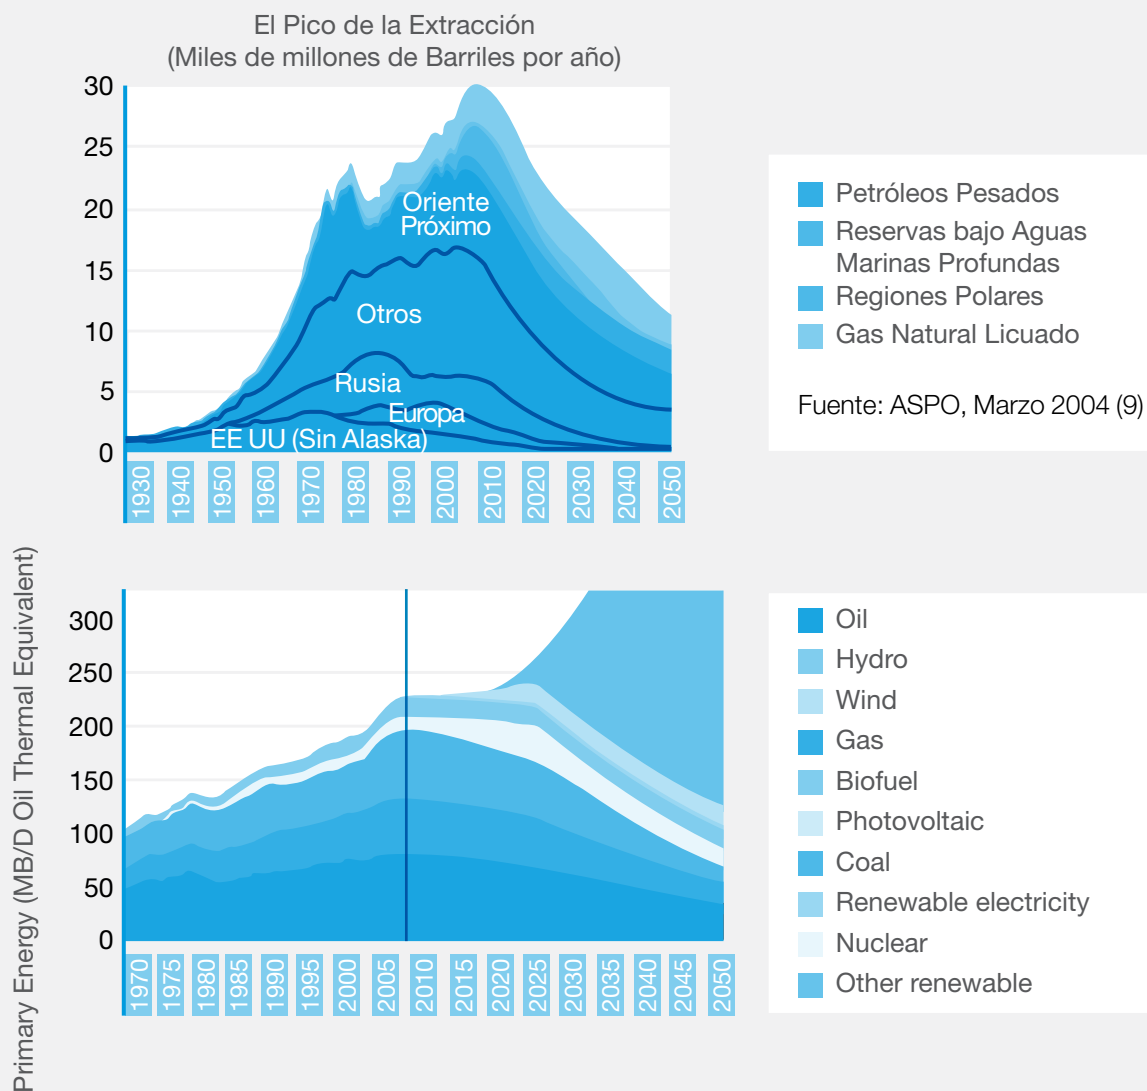 El Pico de la Extracción
(Miles de millones de Barriles por año)
30
25
20
15
10
5
0
Oriente
Próximo
Otros
Rusia
Europa
EE UU (Sin Alaska)
1930
1940
1950
1960
1970
1980
1990
2000
2010
2020
2030
2040
2050
Petróleos Pesados
Reservas bajo Aguas
Marinas Profundas
Regiones Polares
Gas Natural Licuado
Fuente: ASPO, Marzo 2004 (9)
Primary Energy (MB/D Oil Thermal Equivalent)
300
250
200
150
100
50
0
1970
1975
1980
1985
1990
1995
2000
2005
2010
2015
2020
2025
2030
2035
2040
2045
2050
Oil
Hydro
Wind
Gas
Biofuel
Photovoltaic
Coal
Renewable electricity
Nuclear
Other renewable